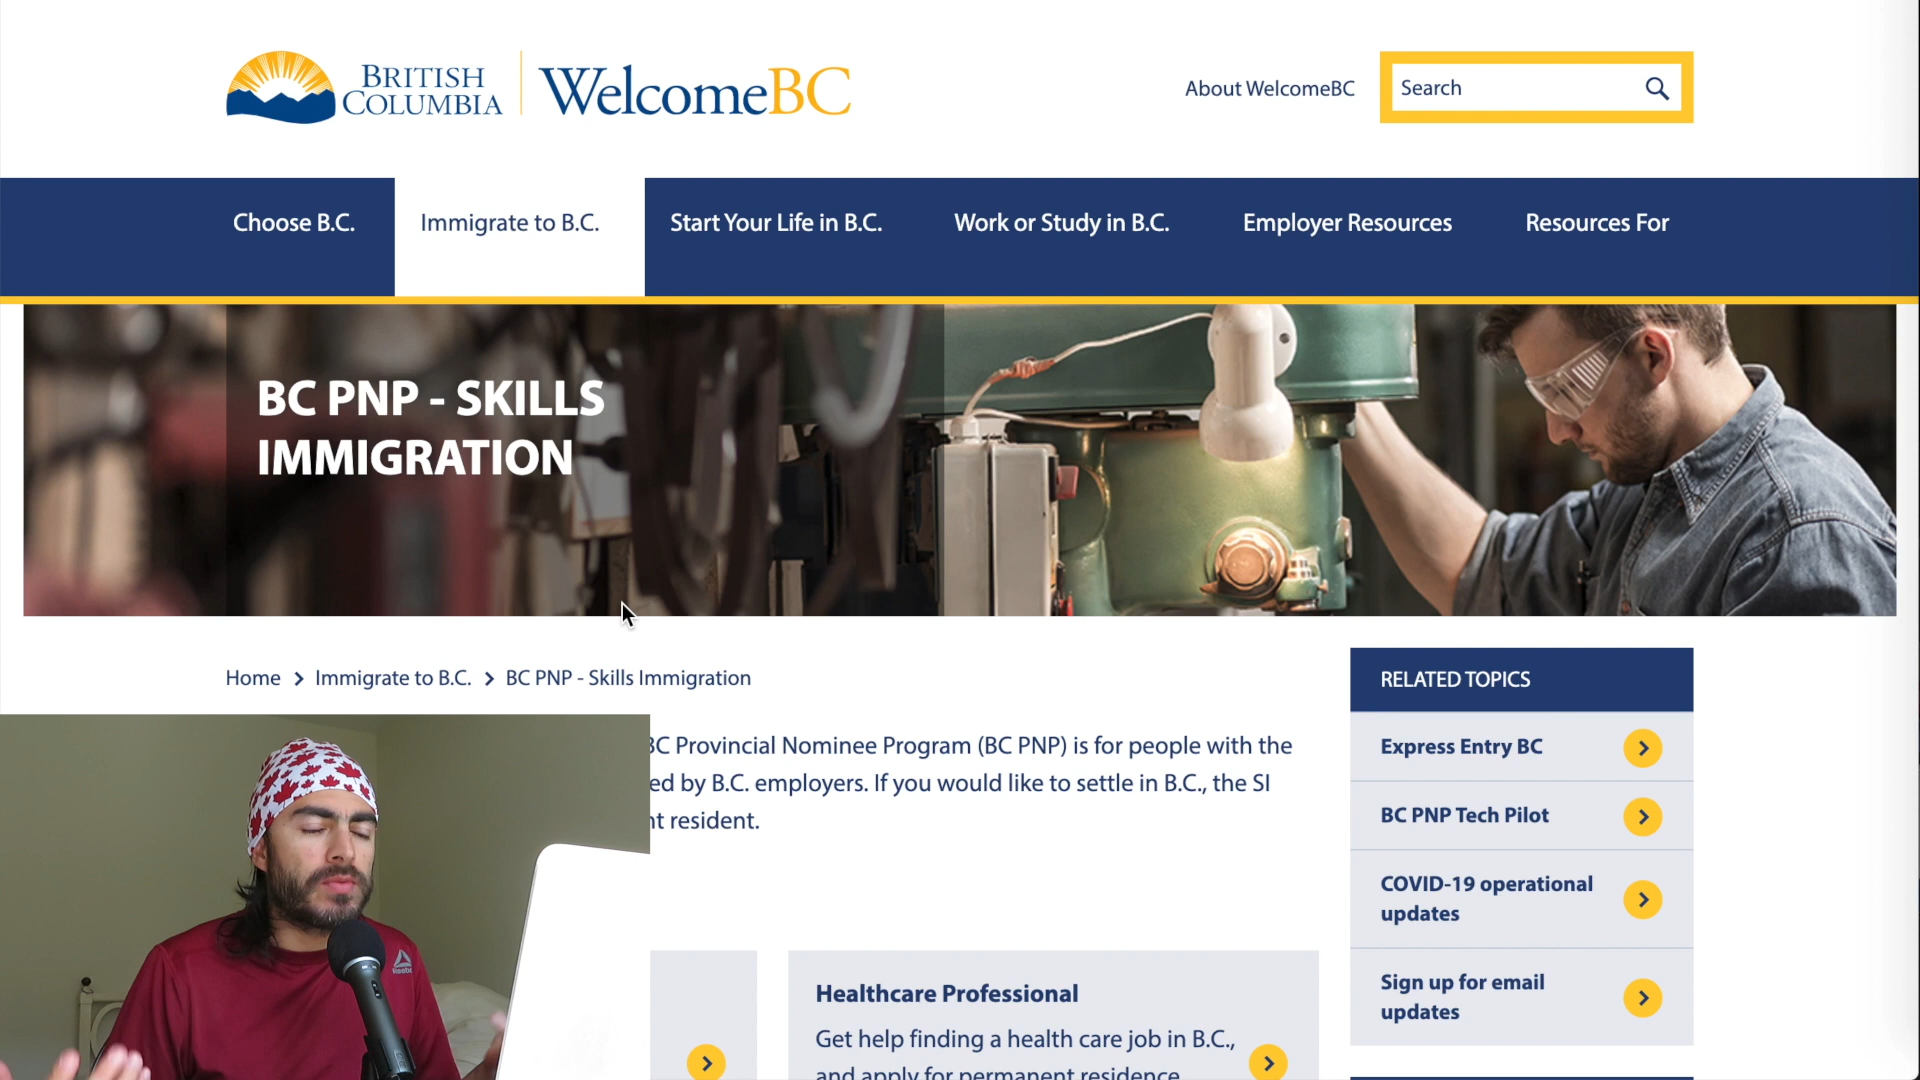 BRITISH
COLUMBIA
WelcomeBC
About WelcomeBC
Search
Choose B.C.
Immigrate to B.C.
Start Your Life in B.C.
Work or Study in B.C.
Employer Resources
Resources For
BC PNP - SKILLS
IMMIGRATION
Home > Immigrate to B.C. > BC PNP - Skills Immigration
BC Provincial Nominee Program (BC PNP) is for people with the
ed by B.C. employers. If you would like to settle in B.C., the SI
nt resident.
Healthcare Professional
Get help finding a health care job in B.C.,
and apply for permanent residence
RELATED TOPICS
Express Entry BC
BC PNP Tech Pilot
COVID-19 operational
updates
Sign up for email
updates
Reebok